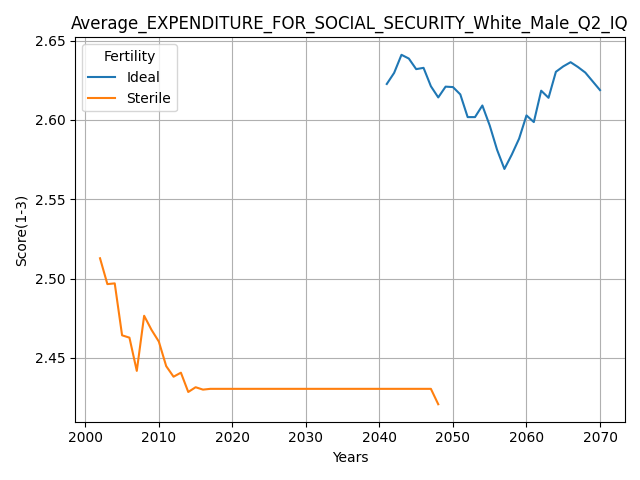 Average_EXPENDITURE_FOR_SOCIAL_SECURITY_White_Male_Q2_IQ
2.65
Fertility
Ideal
Sterile
2.60
2.55
Score(1-3)
2.50
2.45
2000 2010 2020 2030 2040 2050 2060 2070
Years